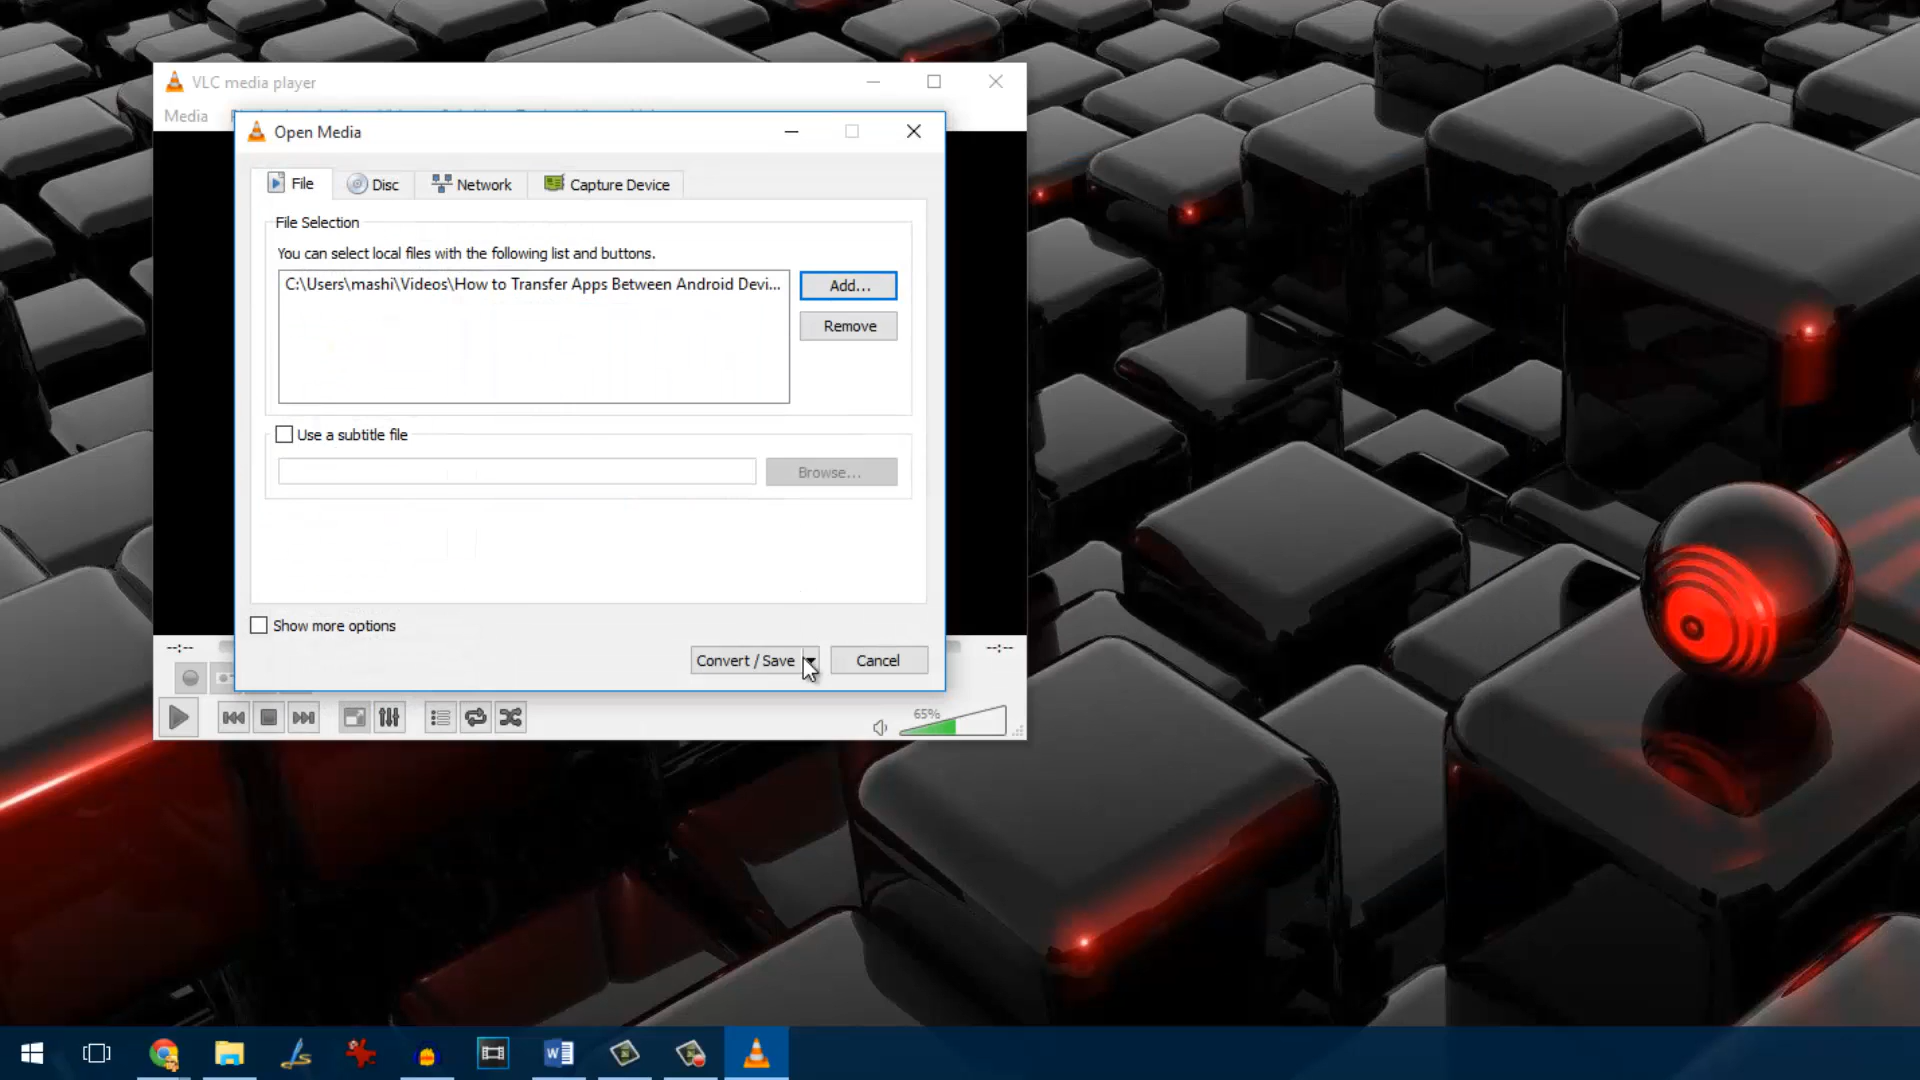 VLC media player
Media
Open Media
File
Disc
Network
Capture Device
File Selection
You can select local files with the following list and buttons.
C:\Users\mashi\Videos\How to Transfer Apps Between Android Devi...
Add...
Remove
Use a subtitle file
Browse...
Show more options
Convert / Save
Cancel
--:--
--:--
65%
W